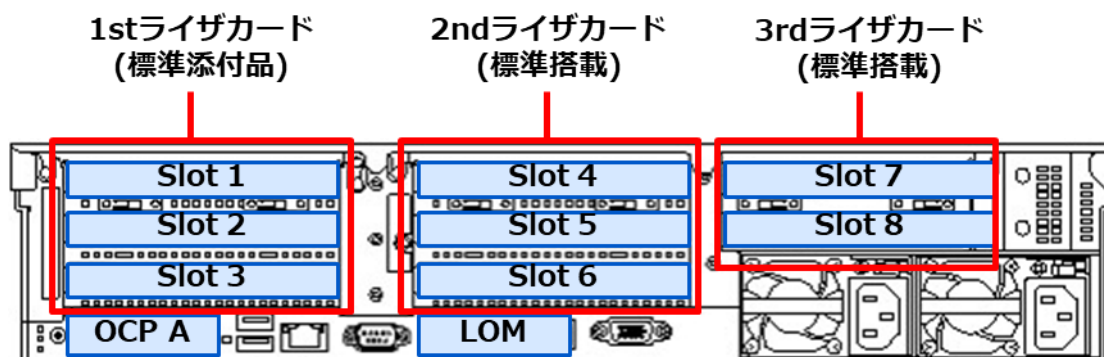 1stライザカード
(標準添付品)
2ndライザカード
(標準搭載)
3rdライザカード
(標準搭載)
Slot 1
Slot 2
Slot 3
Slot 4
Slot 5
Slot 6
Slot 7
Slot 8
OCP A
LOM